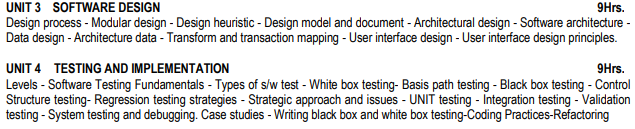 UNIT 3 SOFTWARE DESIGN 9Hrs.
Design process - Modular design - Design heuristic - Design model and document - Architectural design - Software architecture -
Data design - Architecture data - Transform and transaction mapping - User interface design - User interface design principles.
UNIT 4 TESTING AND IMPLEMENTATION 9Hrs.
Levels - Software Testing Fundamentals - Types of s/w test - White box testing- Basis path testing - Black box testing - Control
Structure testing- Regression testing strategies - Strategic approach and issues - UNIT testing - Integration testing - Validation
testing - System testing and debugging. Case studies - Writing black box and white box testing-Coding Practices-Refactoring